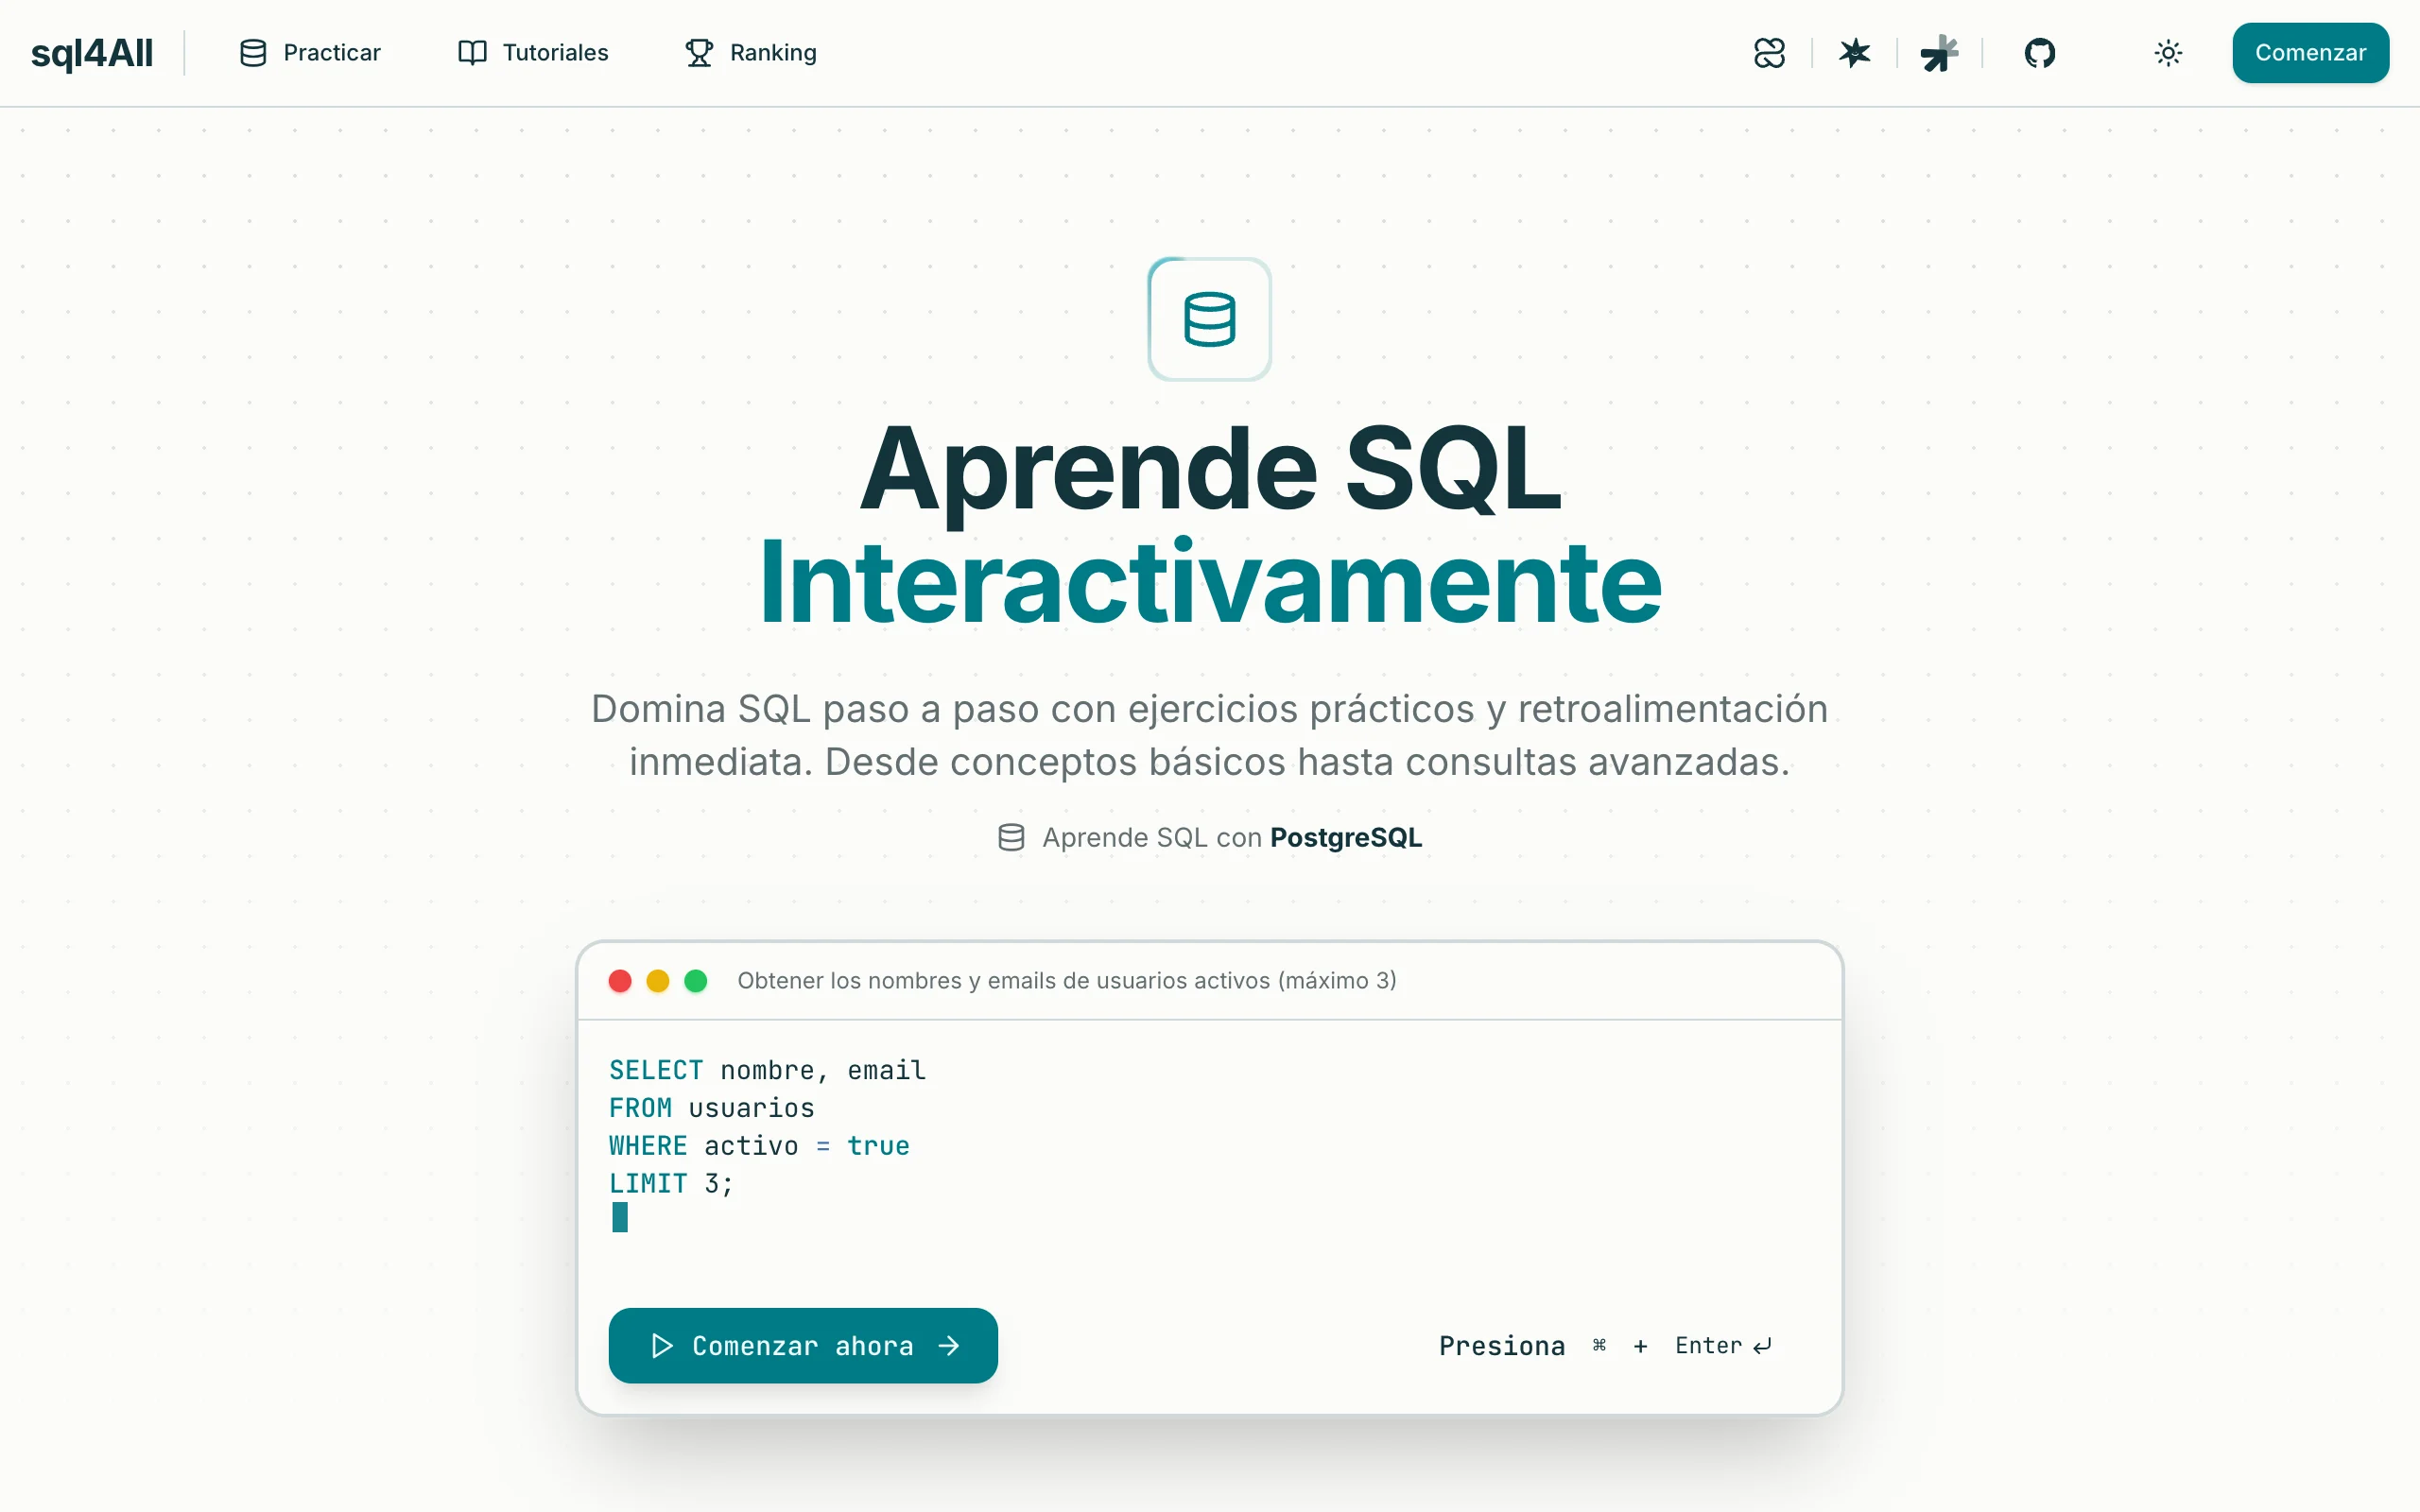 sql4All
Practicar
Tutoriales
Ranking
Comenzar
Aprende SQL
Interactivamente
Domina SQL paso a paso con ejercicios prácticos y retroalimentación
inmediata. Desde conceptos básicos hasta consultas avanzadas.
Aprende SQL con PostgreSQL
Obtener los nombres y emails de usuarios activos (máximo 3)
SELECT nombre, email
FROM usuarios
WHERE activo = true
LIMIT 3;
Comenzar ahora →
Presiona ⌘ + Enter ↵